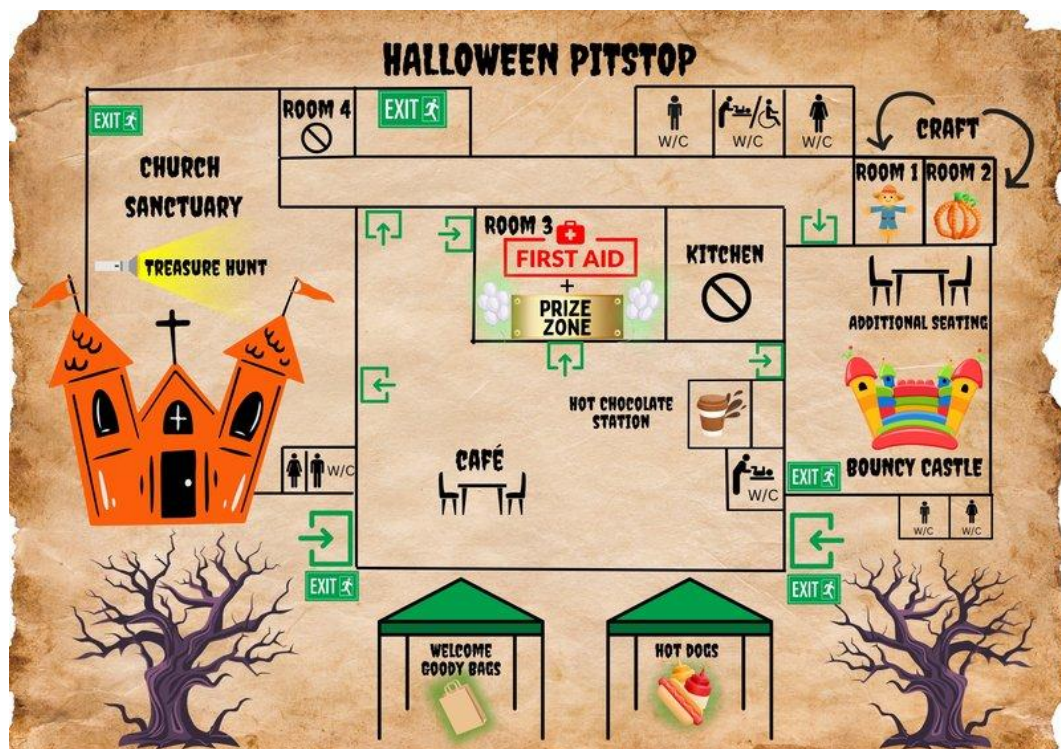 HALLOWEEN PITSTOP
EXIT
ROOM 4
EXIT
W/C
W/C
W/C
CRAFT
CHURCH
SANCTUARY
ROOM 1
ROOM 2
TREASURE HUNT
ROOM 3
FIRST AID
+
PRIZE
ZONE
KITCHEN
ADDITIONAL SEATING
HOT CHOCOLATE
STATION
CAFÉ
BOUNCY CASTLE
W/C
W/C
EXIT
W/C
W/C
EXIT
EXIT
WELCOME
GOODY BAGS
HOT DOGS